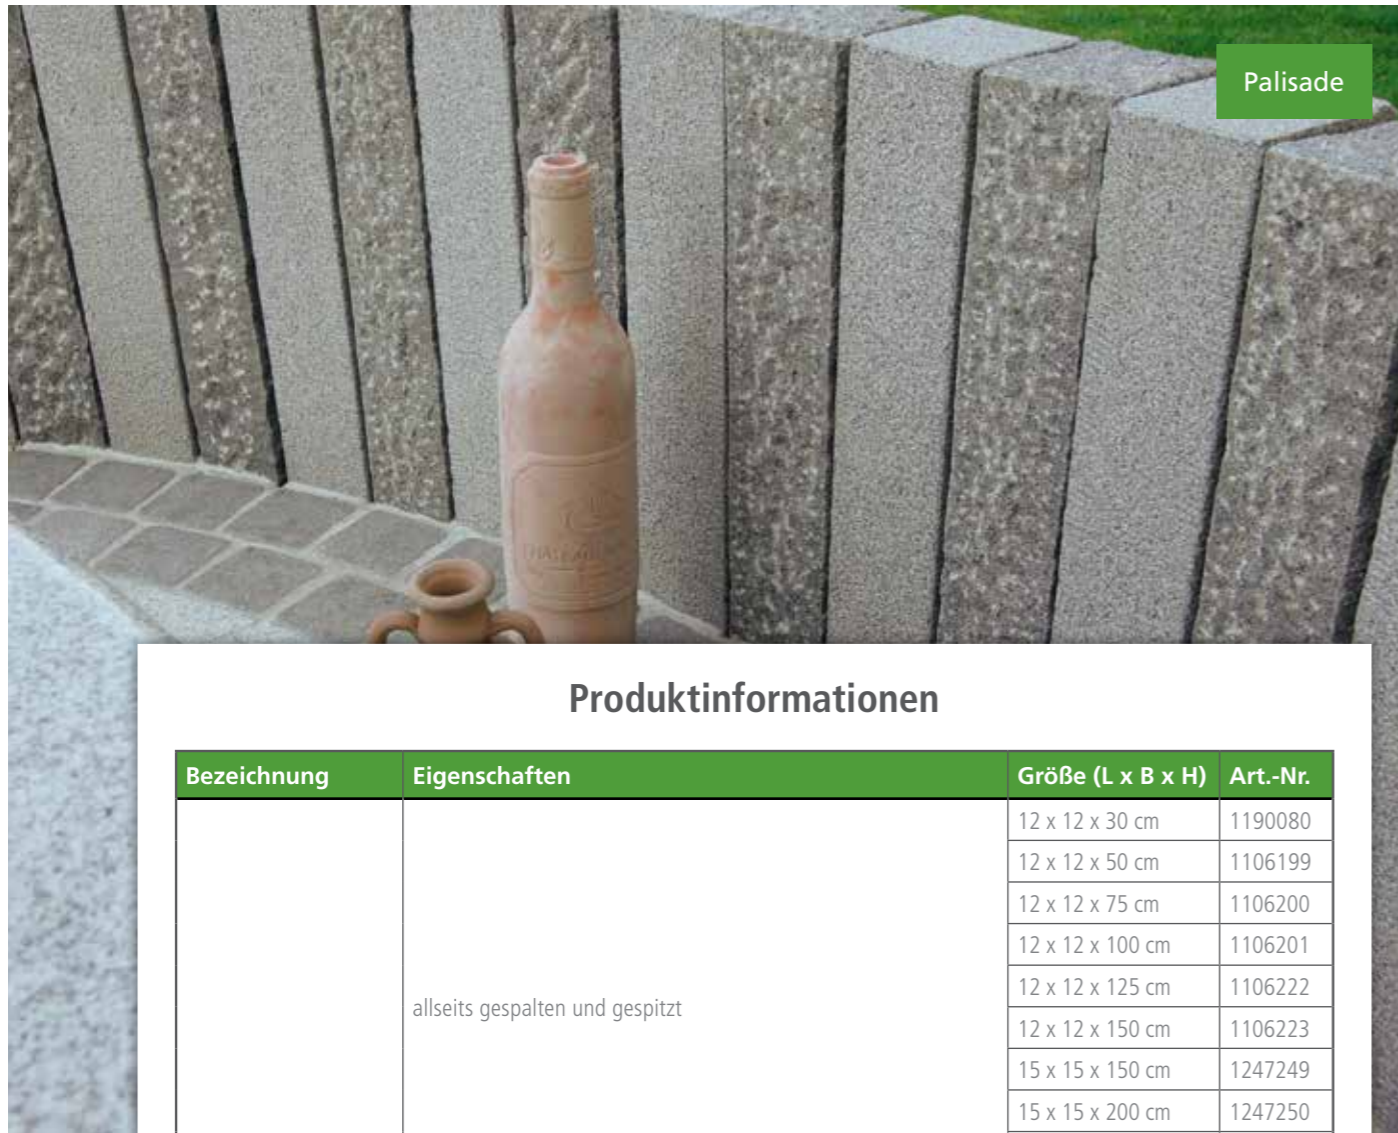 Palisade
Produktinformationen
Bezeichnung Eigenschaften Größe (L x B x H) Art.-Nr.
12 x 12 x 30 cm 1190080
12 x 12 x 50 cm 1106199
12 x 12 x 75 cm 1106200
12 x 12 x 100 cm 1106201
12 x 12 x 125 cm 1106222
allseits gespalten und gespitzt
12 x 12 x 150 cm 1106223
15 x 15 x 150 cm 1247249
15 x 15 x 200 cm 1247250